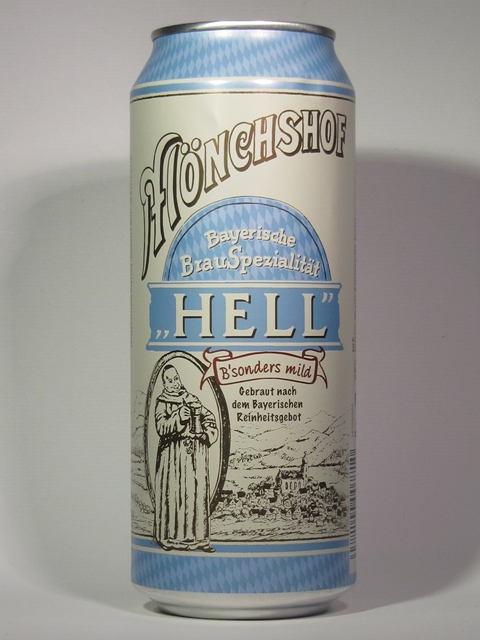 MÖNCHSHOF
Bayerische
BrauSpezialität
„HELL”
B'sonders mild
Gebraut nach
dem Bayerischen
Reinheitsgebot